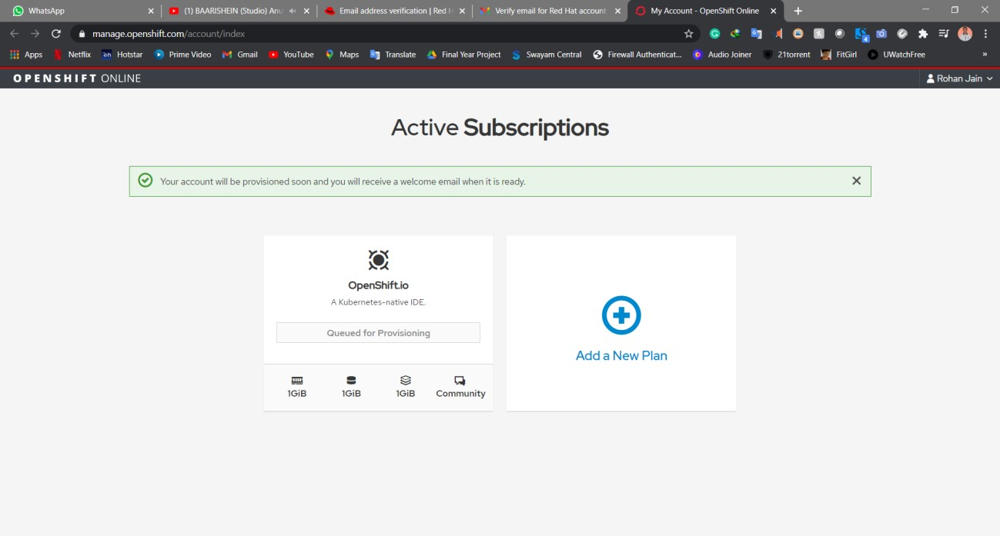 WhatsApp
(1) BAARISHEIN (Studio) Anu
Email address verification | Red H
Verify email for Red Hat account
My Account - OpenShift Online
manage.openshift.com/account/index
4
Apps
Netflix
Hotstar
Prime Video
Gmail
YouTube
Maps
Translate
Final Year Project
Swayam Central
Firewall Authenticat...
Audio Joiner
21torrent
FitGirl
UWatchFree
»
OPENSHIFT ONLINE
Rohan Jain
Active Subscriptions
Your account will be provisioned soon and you will receive a welcome email when it is ready.
OpenShift.io
A Kubernetes-native IDE.
Queued for Provisioning
1GiB
1GiB
1GiB
Community
Add a New Plan